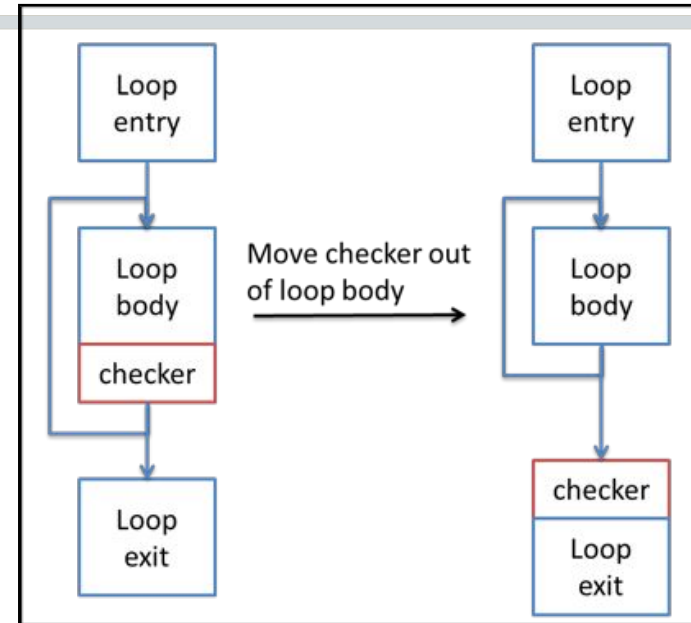 Loop
entry
Loop
body
checker
Loop
exit
Move checker out
of loop body
Loop
entry
Loop
body
checker
Loop
exit